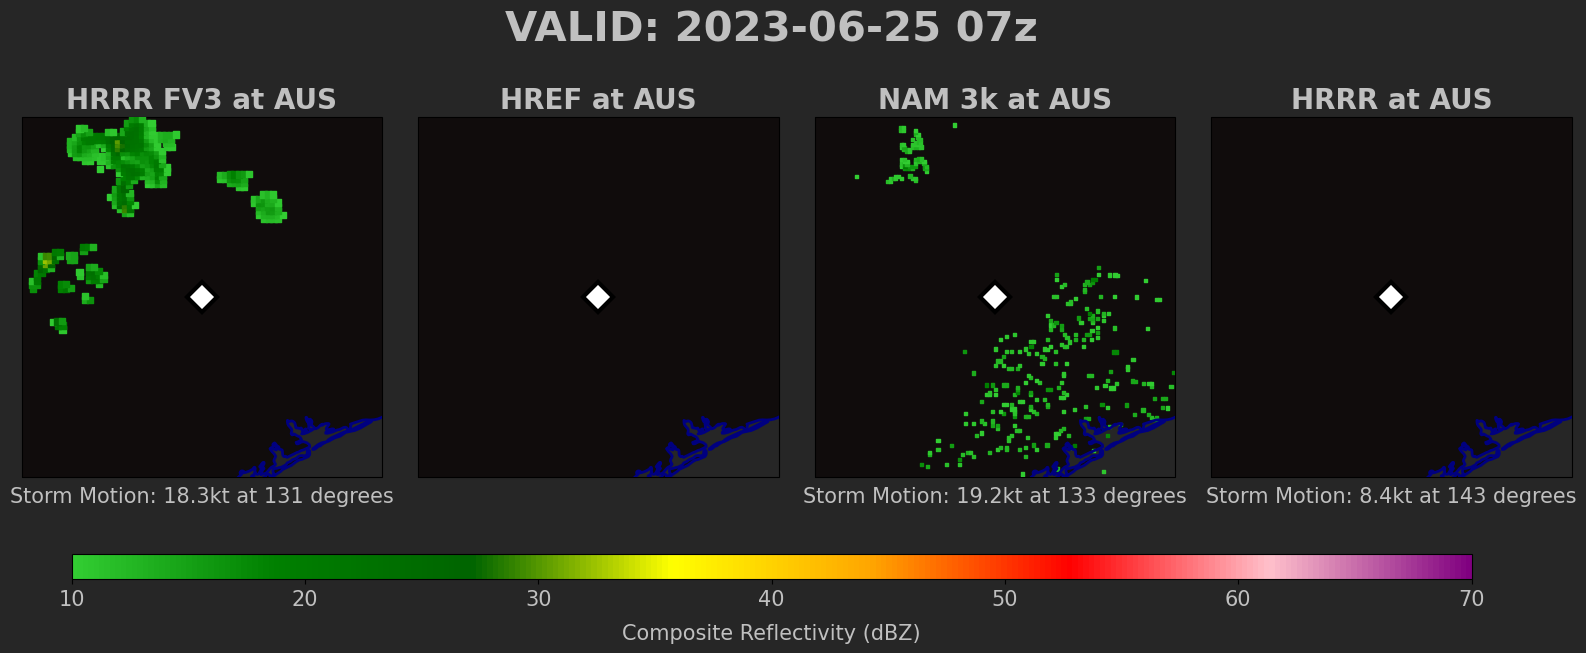 VALID: 2023-06-25 07z
HRRR FV3 at AUS
HREF at AUS
NAM 3k at AUS
HRRR at AUS
Storm Motion: 18.3kt at 131 degrees
Storm Motion: 19.2kt at 133 degrees
Storm Motion: 8.4kt at 143 degrees
10 20 30 40 50 60 70
Composite Reflectivity (dBZ)